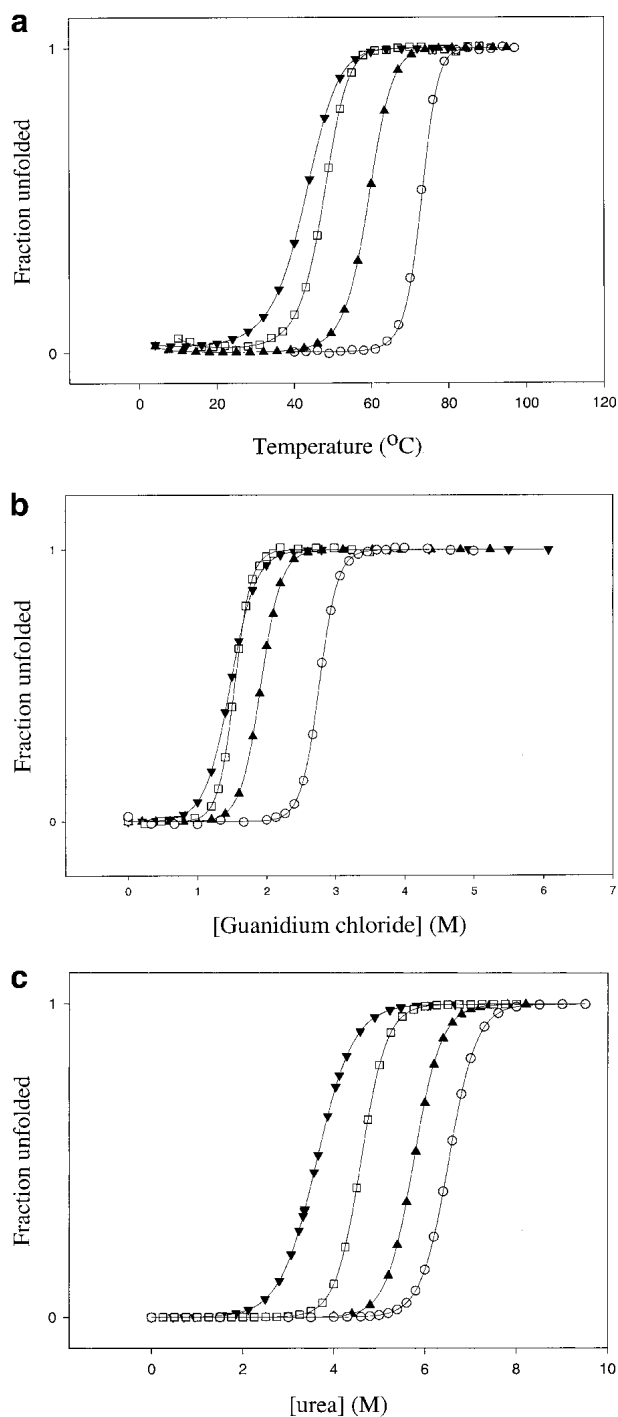 a
1
Fraction unfolded
0
0 20 40 60 80 100 120
Temperature (°C)
b
1
Fraction unfolded
0
0 1 2 3 4 5 6 7
[Guanidium chloride] (M)
c
1
Fraction unfolded
0
0 2 4 6 8 10
[urea] (M)